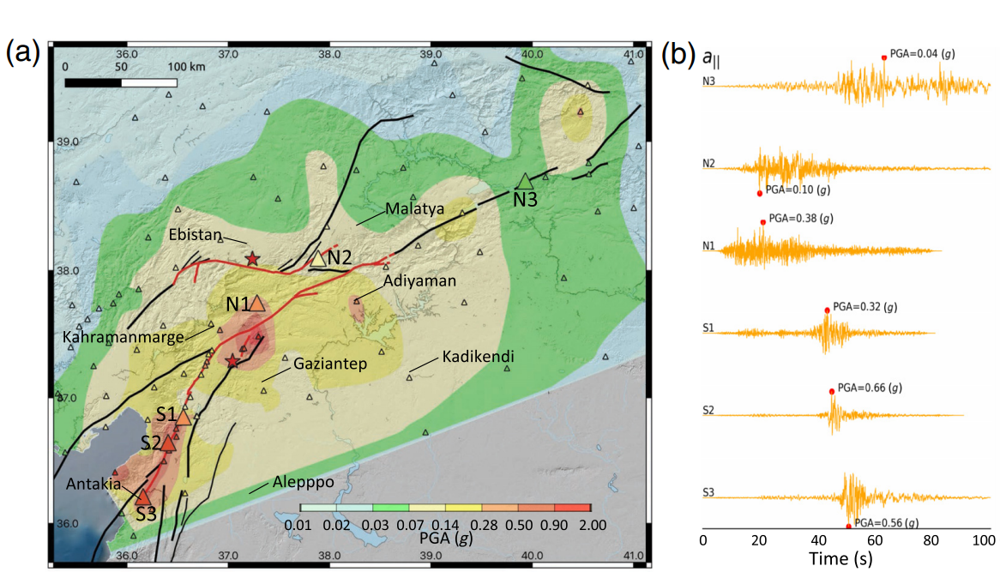 (a)
36.0 37.0 38.0 39.0 40.0 41.0
0 50 100 km
39.0
38.0
37.0
36.0
Malatya
N3
Ebistan
N2
Adiyaman
N1
Kahramanmarge
Kadikendi
Gaziantep
S1
S2
Antakia
Alepppo
S3
0.01 0.02 0.03 0.07 0.14 0.28 0.50 0.90 2.00
PGA (g)
36.0 37.0 38.0 39.0 40.0 41.0
(b)
a||
PGA=0.04 (g)
N3
N2
PGA=0.10 (g)
PGA=0.38 (g)
N1
PGA=0.32 (g)
S1
PGA=0.66 (g)
S2
S3
PGA=0.56 (g)
0 20 40 60 80 100
Time (s)